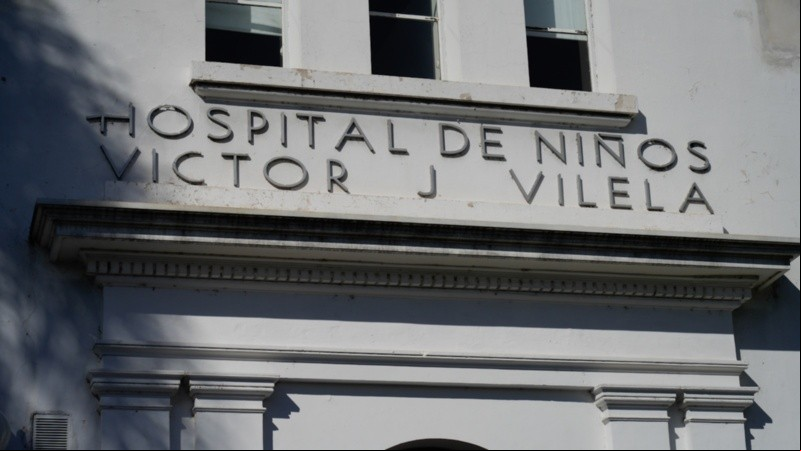 HOSPITAL DE NIÑOS
VICTOR J VILELA